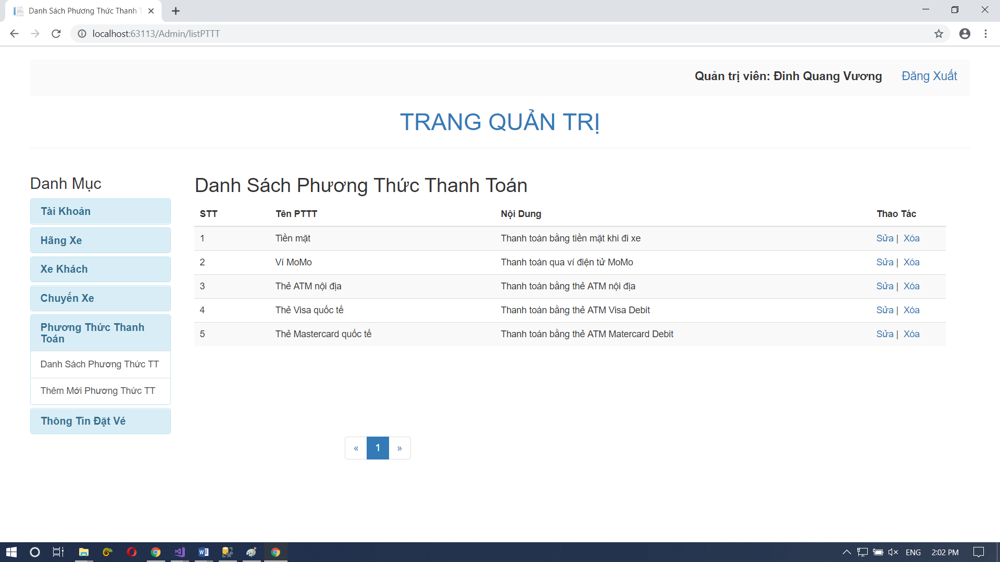 Danh Sách Phương Thức Thanh T
localhost:63113/Admin/listPTTT
Quản trị viên: Đinh Quang Vương Đăng Xuất
TRANG QUẢN TRỊ
Danh Mục
Tài Khoản
Hãng Xe
Xe Khách
Chuyến Xe
Phương Thức Thanh
Toán
Danh Sách Phương Thức TT
Thêm Mới Phương Thức TT
Thông Tin Đặt Vé
Danh Sách Phương Thức Thanh Toán
STT Tên PTTT Nội Dung Thao Tác
1 Tiền mặt Thanh toán bằng tiền mặt khi đi xe Sửa | Xóa
2 Ví MoMo Thanh toán qua ví điện tử MoMo Sửa | Xóa
3 Thẻ ATM nội địa Thanh toán bằng thẻ ATM nội địa Sửa | Xóa
4 Thẻ Visa quốc tế Thanh toán bằng thẻ ATM Visa Debit Sửa | Xóa
5 Thẻ Mastercard quốc tế Thanh toán bằng thẻ ATM Matercard Debit Sửa | Xóa
« 1 »
ENG 2:02 PM